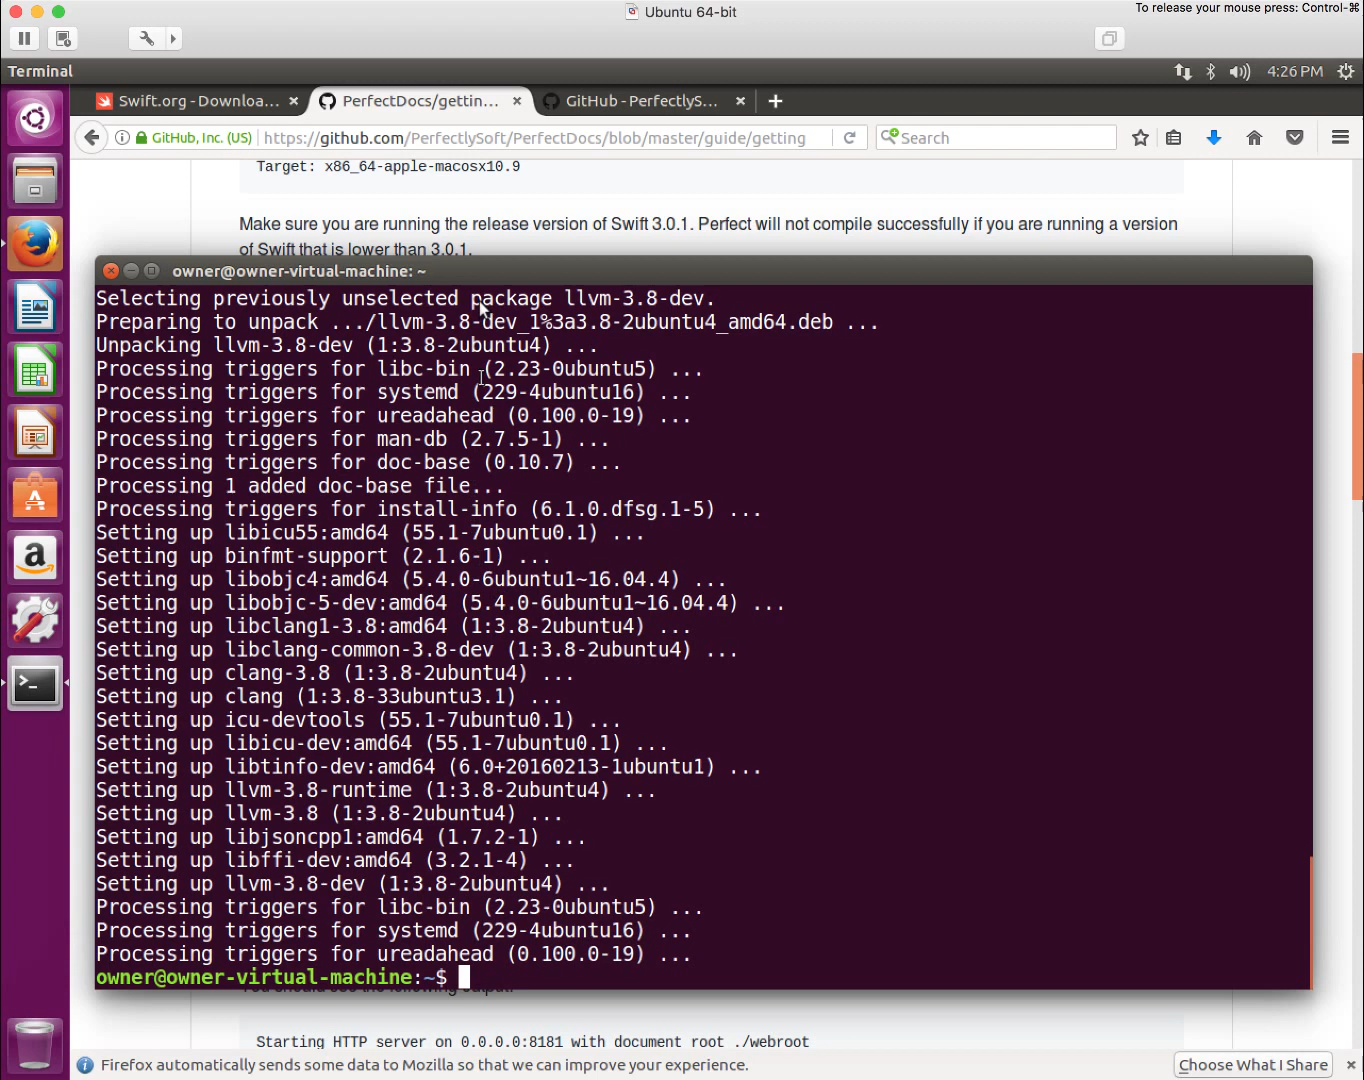 Ubuntu 64-bit
To release your mouse press: Control-⌘
Terminal
4:26 PM
Swift.org - Downloa... ×
PerfectDocs/gettin... ×
GitHub - PerfectlyS... ×
GitHub, Inc. (US)
https://github.com/PerfectlySoft/PerfectDocs/blob/master/guide/getting
Search
Target: x86_64-apple-macosx10.9
Make sure you are running the release version of Swift 3.0.1. Perfect will not compile successfully if you are running a version
of Swift that is lower than 3.0.1.
owner@owner-virtual-machine: ~
Selecting previously unselected package llvm-3.8-dev.
Preparing to unpack .../llvm-3.8-dev_1%3a3.8-2ubuntu4_amd64.deb ...
Unpacking llvm-3.8-dev (1:3.8-2ubuntu4) ...
Processing triggers for libc-bin (2.23-0ubuntu5) ...
Processing triggers for systemd (229-4ubuntu16) ...
Processing triggers for ureadahead (0.100.0-19) ...
Processing triggers for man-db (2.7.5-1) ...
Processing triggers for doc-base (0.10.7) ...
Processing 1 added doc-base file...
Processing triggers for install-info (6.1.0.dfsg.1-5) ...
Setting up libicu55:amd64 (55.1-7ubuntu0.1) ...
Setting up binfmt-support (2.1.6-1) ...
Setting up libobjc4:amd64 (5.4.0-6ubuntu1~16.04.4) ...
Setting up libobjc-5-dev:amd64 (5.4.0-6ubuntu1~16.04.4) ...
Setting up libclang1-3.8:amd64 (1:3.8-2ubuntu4) ...
Setting up libclang-common-3.8-dev (1:3.8-2ubuntu4) ...
Setting up clang-3.8 (1:3.8-2ubuntu4) ...
Setting up clang (1:3.8-33ubuntu3.1) ...
Setting up icu-devtools (55.1-7ubuntu0.1) ...
Setting up libicu-dev:amd64 (55.1-7ubuntu0.1) ...
Setting up libtinfo-dev:amd64 (6.0+20160213-1ubuntu1) ...
Setting up llvm-3.8-runtime (1:3.8-2ubuntu4) ...
Setting up llvm-3.8 (1:3.8-2ubuntu4) ...
Setting up libjsoncpp1:amd64 (1.7.2-1) ...
Setting up libffi-dev:amd64 (3.2.1-4) ...
Setting up llvm-3.8-dev (1:3.8-2ubuntu4) ...
Processing triggers for libc-bin (2.23-0ubuntu5) ...
Processing triggers for systemd (229-4ubuntu16) ...
Processing triggers for ureadahead (0.100.0-19) ...
owner@owner-virtual-machine:~$
Starting HTTP server on 0.0.0.0:8181 with document root ./webroot
Firefox automatically sends some data to Mozilla so that we can improve your experience.
Choose What I Share ×